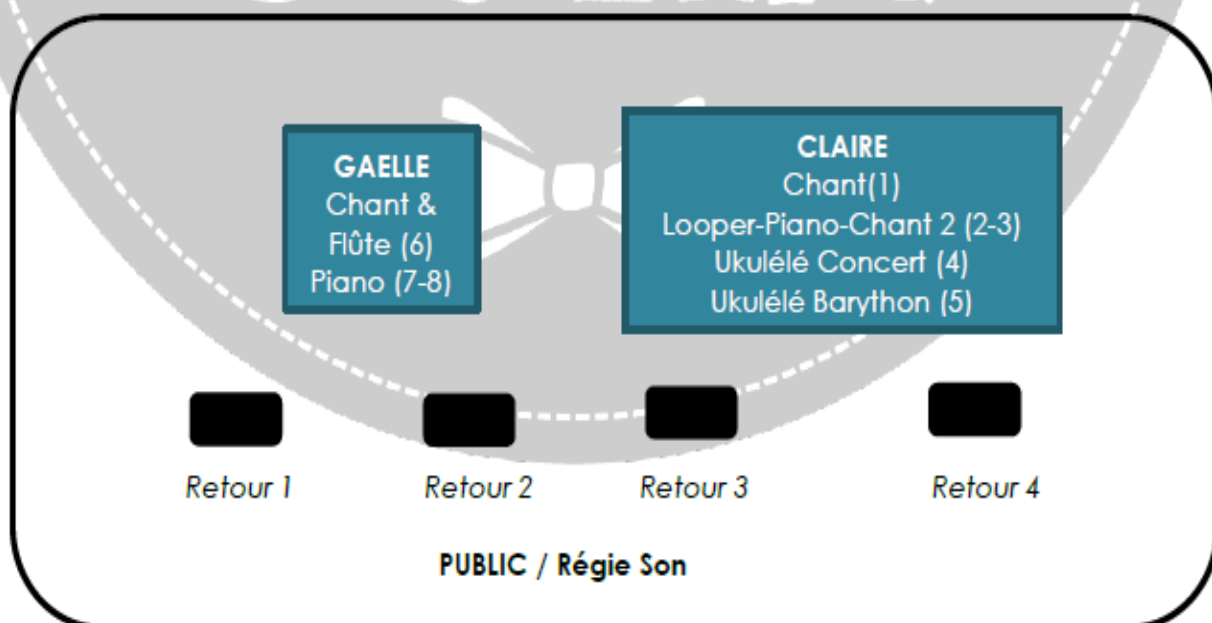 GAELLE
Chant &
Flûte (6)
Piano (7-8)
CLAIRE
Chant(1)
Looper-Piano-Chant 2 (2-3)
Ukulélé Concert (4)
Ukulélé Barython (5)
Retour 1
Retour 2
Retour 3
Retour 4
PUBLIC / Régie Son